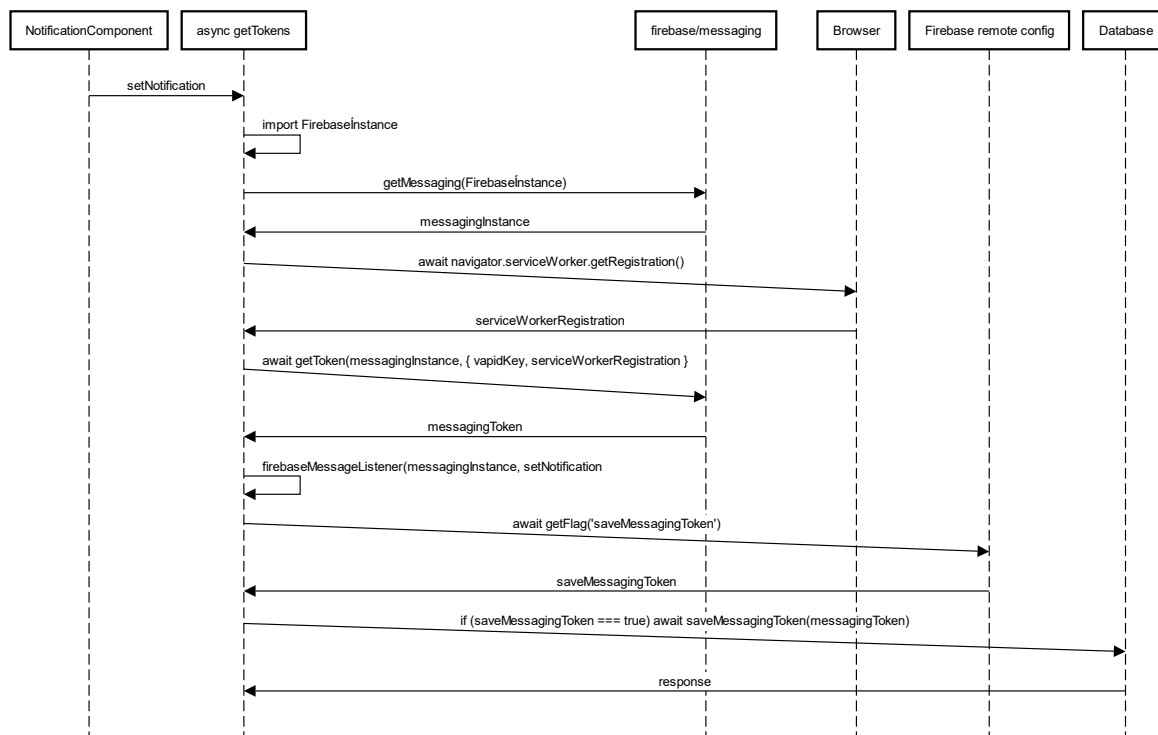 NotificationComponent
async getTokens
firebase/messaging
Browser
Firebase remote config
Database
setNotification
import FirebaseÍnstance
getMessaging(FirebaseÍnstance)
messagingInstance
await navigator.serviceWorker.getRegistration()
serviceWorkerRegistration
await getToken(messagingInstance, { vapidKey, serviceWorkerRegistration }
messagingToken
firebaseMessageListener(messagingInstance, setNotification
await getFlag('saveMessagingToken')
saveMessagingToken
if (saveMessagingToken === true) await saveMessagingToken(messagingToken)
response